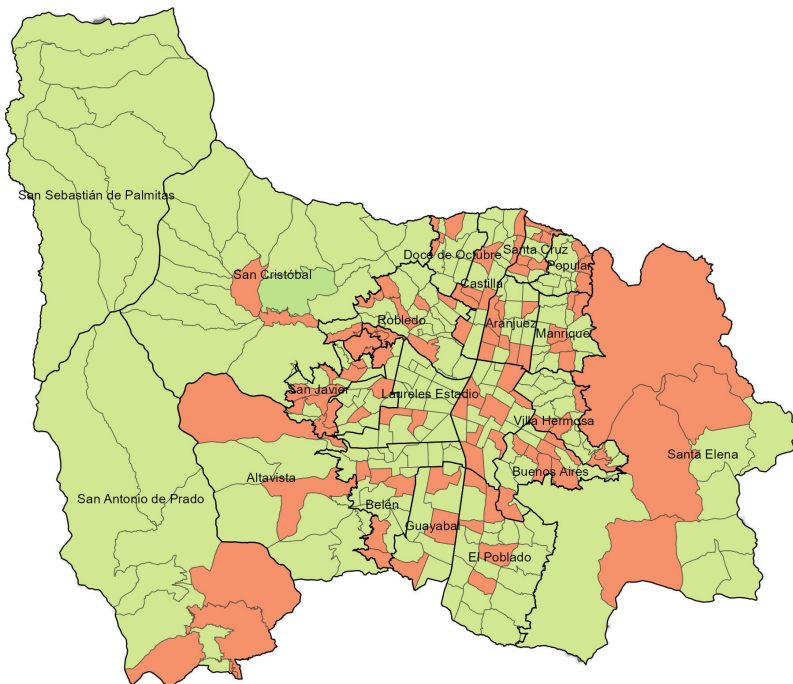 San Sebastián de Palmitas
Doce de Octubre
Santa Cruz
Popular
San Cristóbal
Castilla
Robledo
Aranjuez
Manrique
San Javier
Laureles Estadio
Villa Hermosa
Santa Elena
Buenos Aires
Altavista
San Antonio de Prado
Belén
Guayabal
El Poblado